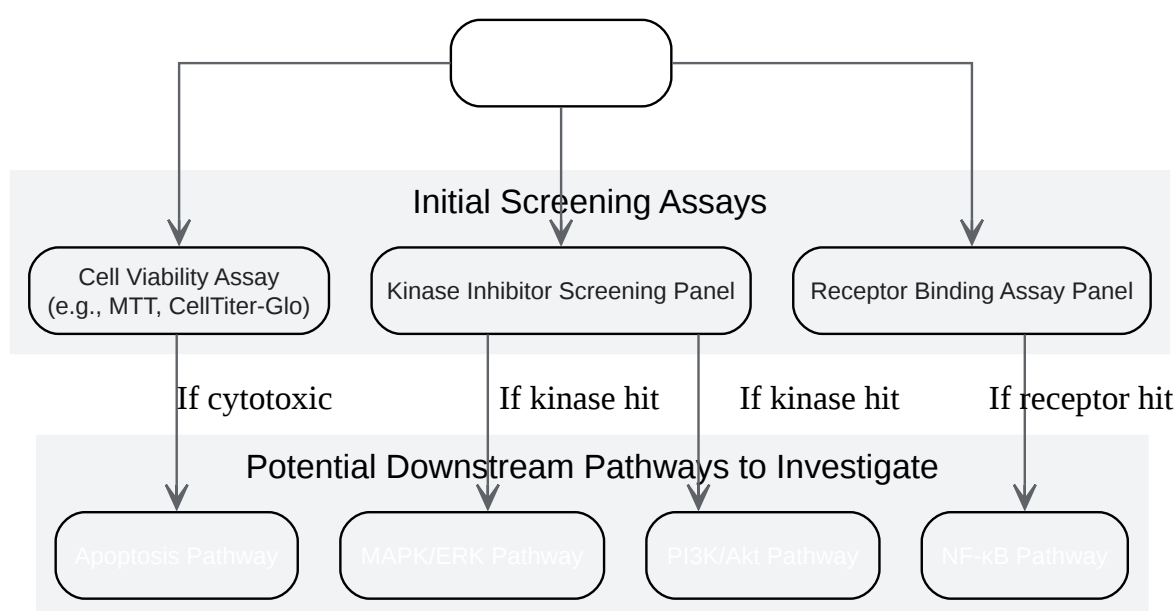 Initial Screening Assays
Cell Viability Assay
(e.g., MTT, CellTiter-Glo)
Kinase Inhibitor Screening Panel
Receptor Binding Assay Panel
If cytotoxic
If kinase hit
If kinase hit
If receptor hit
Potential Downstream Pathways to Investigate
Apoptosis Pathway
MAPK/ERK Pathway
PI3K/Akt Pathway
NF-κB Pathway